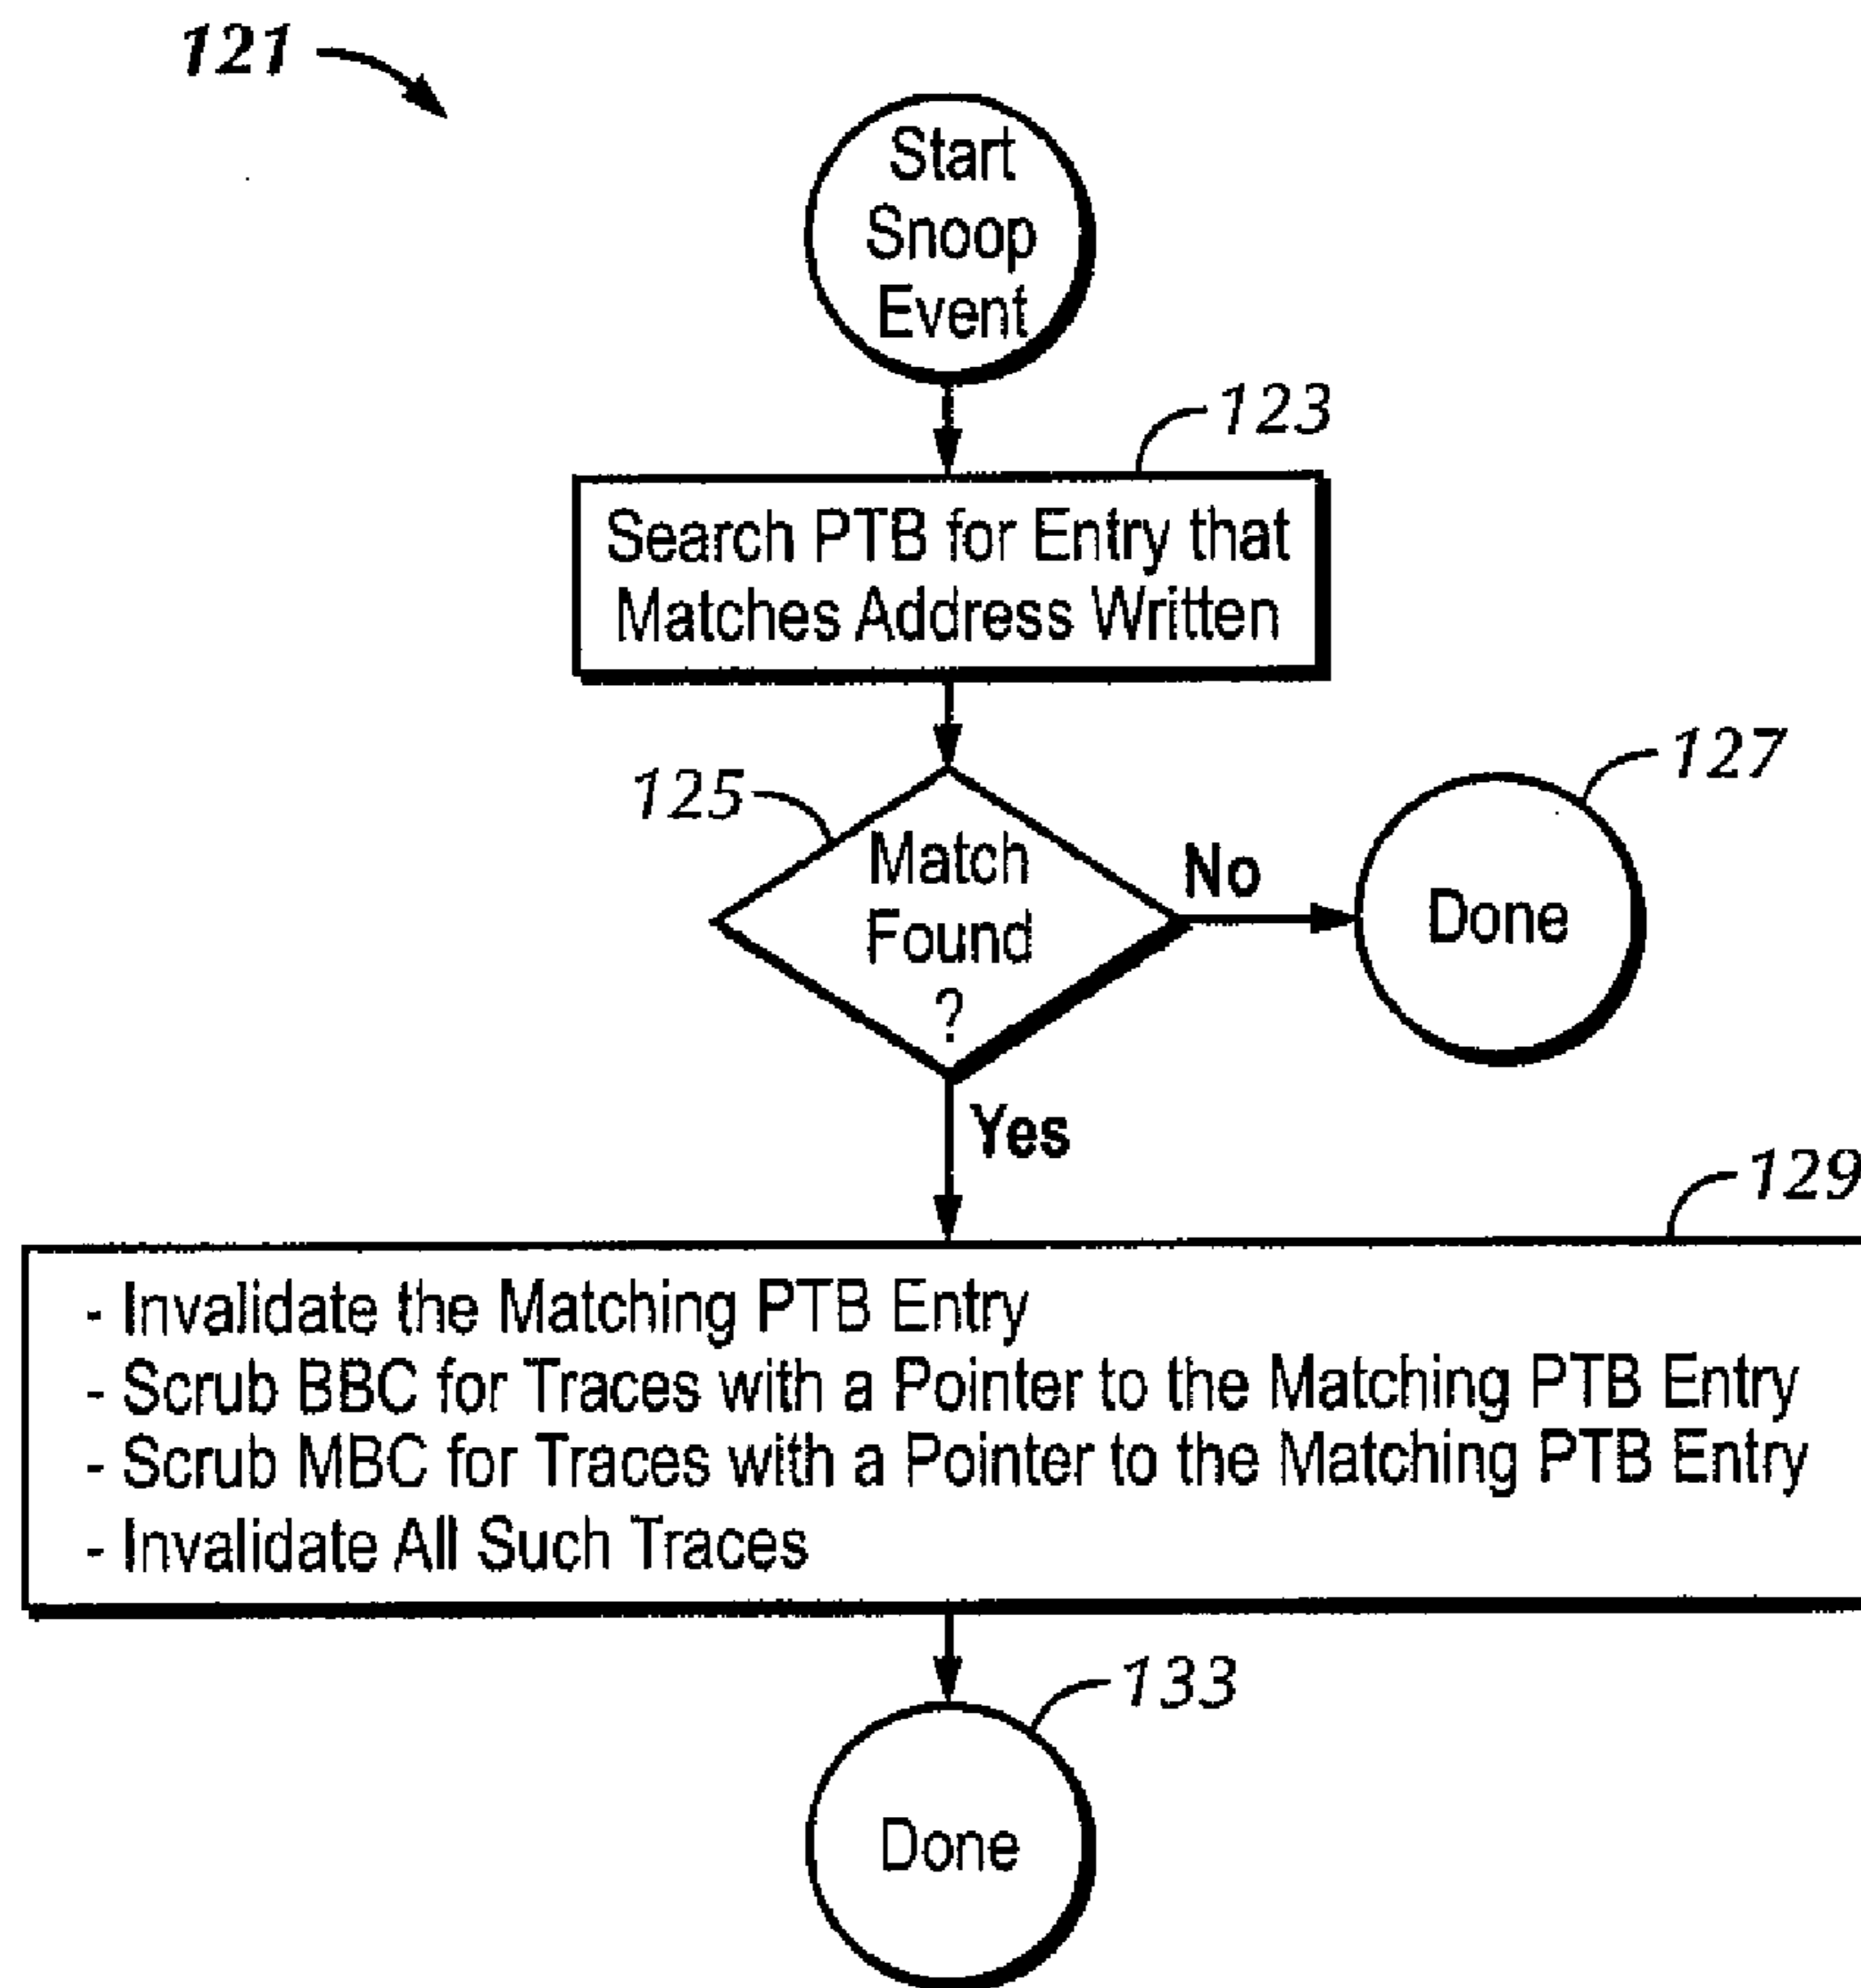 121
Start
Snoop
Event
123
Search PTB for Entry that
Matches Address Written
125
Match
Found
?
No
127
Done
Yes
129
- Invalidate the Matching PTB Entry
- Scrub BBC for Traces with a Pointer to the Matching PTB Entry
- Scrub MBC for Traces with a Pointer to the Matching PTB Entry
- Invalidate All Such Traces
133
Done